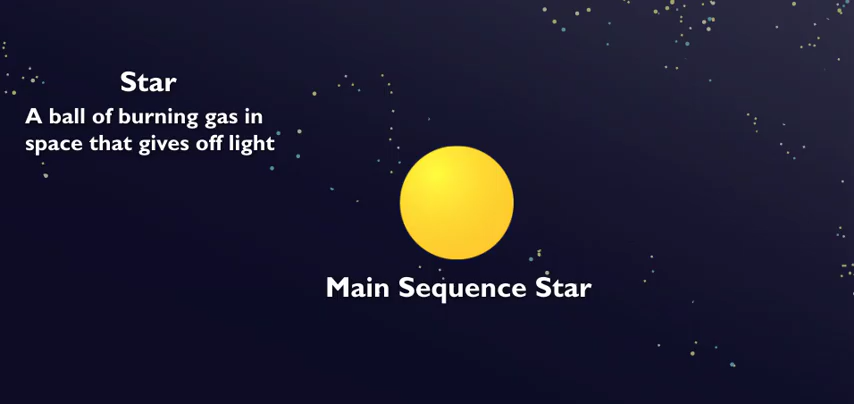 Star
A ball of burning gas in
space that gives off light
Main Sequence Star